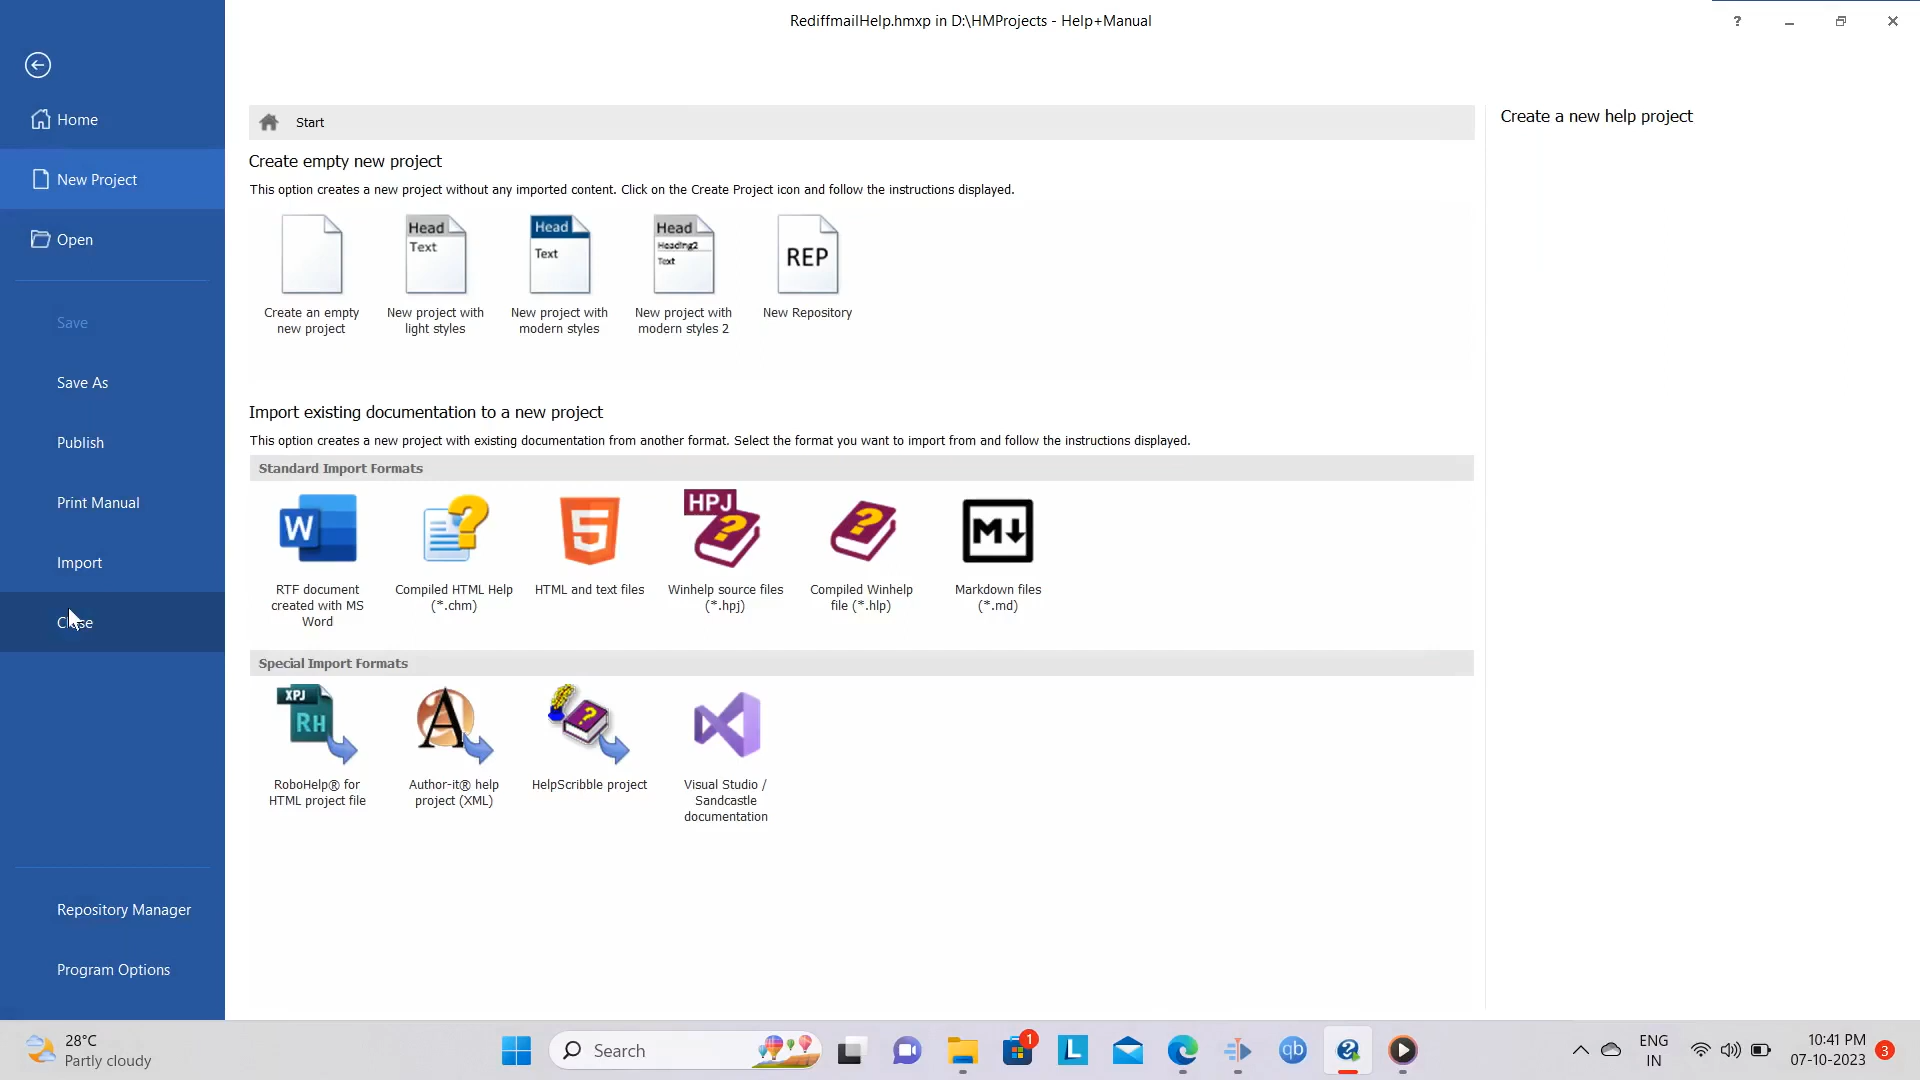 RediffmailHelp.hmxp in D:\HMProjects - Help+Manual
?
Home
New Project
Open
Save
Save As
Publish
Print Manual
Import
Close
Repository Manager
Program Options
Start
Create empty new project
This option creates a new project without any imported content. Click on the Create Project icon and follow the instructions displayed.
Head
Text
Head
Text
Head
Heading2
Text
REP
Create an empty
new project
New project with
light styles
New project with
modern styles
New project with
modern styles 2
New Repository
Import existing documentation to a new project
This option creates a new project with existing documentation from another format. Select the format you want to import from and follow the instructions displayed.
Standard Import Formats
W
?
5
HPJ
?
?
M
RTF document
created with MS
Word
Compiled HTML Help
(*.chm)
HTML and text files
Winhelp source files
(*.hpj)
Compiled Winhelp
file (*.hlp)
Markdown files
(*.md)
Special Import Formats
XPJ
Rh
A
?
RoboHelp® for
HTML project file
Author-it® help
project (XML)
HelpScribble project
Visual Studio /
Sandcastle
documentation
Create a new help project
28°C
Partly cloudy
Search
1
L
qb
?
ENG
IN
10:41 PM
07-10-2023
3